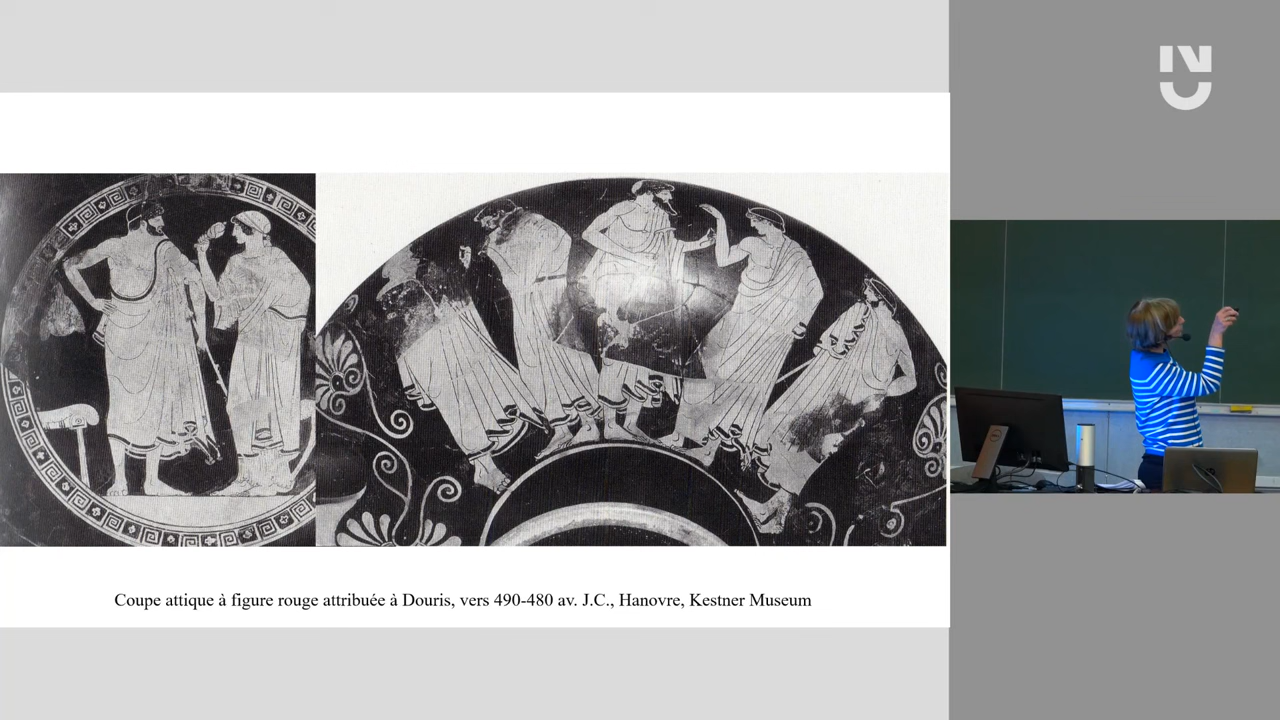 Coupe attique à figure rouge attribuée à Douris, vers 490-480 av. J.C., Hanovre, Kestner Museum